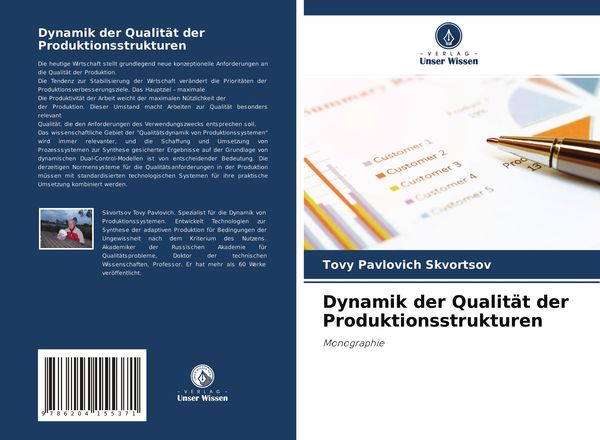 Dynamik der Qualität der
Produktionsstrukturen
Die heutige Wirtschaft stellt grundlegend neue konzeptionelle Anforderungen an
die Qualität der Produktion.
Die Tendenz zur Stabilisierung der Wirtschaft verändert die Prioritäten der
Produktionsverbesserungsziele. Das Hauptziel - maximale
Die Produktivität der Arbeit weicht der maximalen Nützlichkeit der
der Produktion. Dieser Umstand macht Arbeiten zur Qualität besonders
relevant
Qualität, die den Anforderungen des Verwendungszwecks entsprechen soll.
Das wissenschaftliche Gebiet der "Qualitätsdynamik von Produktionssystemen"
wird immer relevanter, und die Schaffung und Umsetzung von
Prozesssystemen zur Synthese gesicherter Ergebnisse auf der Grundlage von
dynamischen Dual-Control-Modellen ist von entscheidender Bedeutung. Die
derzeitigen Normensysteme für die Qualitätsanforderungen in der Produktion
müssen mit standardisierten technologischen Systemen für ihre praktische
Umsetzung kombiniert werden.
Skvortsov Tovy Pavlovich. Spezialist für die Dynamik von
Produktionssystemen. Entwickelt Technologien zur
Synthese der adaptiven Produktion für Bedingungen der
Ungewissheit nach dem Kriterium des Nutzens.
Akademiker der Russischen Akademie für
Qualitätsprobleme, Doktor der technischen
Wissenschaften, Professor. Er hat mehr als 60 Werke
veröffentlicht.
9 786204 155371
VERLAG
Unser Wissen
VERLAG
Unser Wissen
Product
196
Customer 1
Customer 2
Customer 3
Customer 4
Customer 5
Tovy Pavlovich Skvortsov
Dynamik der Qualität der
Produktionsstrukturen
Monographie